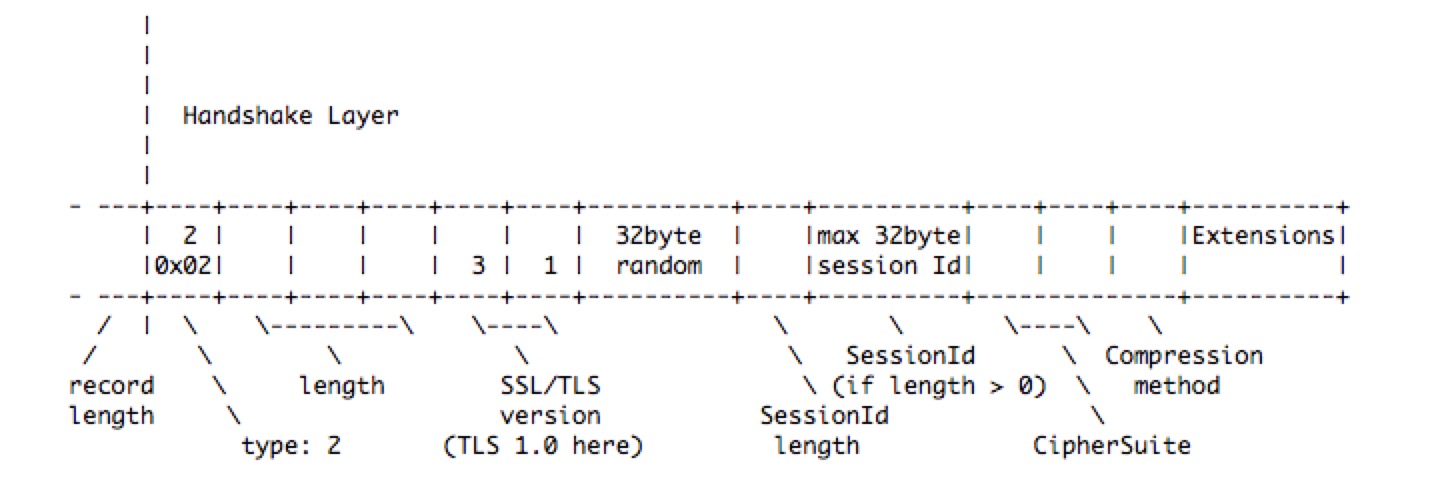 |
|
|
|  Handshake Layer
|
|
- ---+----+----+----+----+----+----+----------+----+----------+----+----+----+----------+
|  2 |    |    |    |    |    |  32byte  |    |max 32byte|    |    |    |Extensions|
|0x02|    |    |    |  3 |  1 |  random  |    |session Id|    |    |    |          |
- ---+----+----+----+----+----+----+----------+----+----------+--------------+----------+
/  |  \    \---------\    \----\               \       \       \----\    \
/       \        \            \                  \   SessionId      \  Compression
record    \     length        SSL/TLS              \ (if length > 0)  \   method
length     \                  version           SessionId              \
type: 2       (TLS 1.0 here)         length             CipherSuite